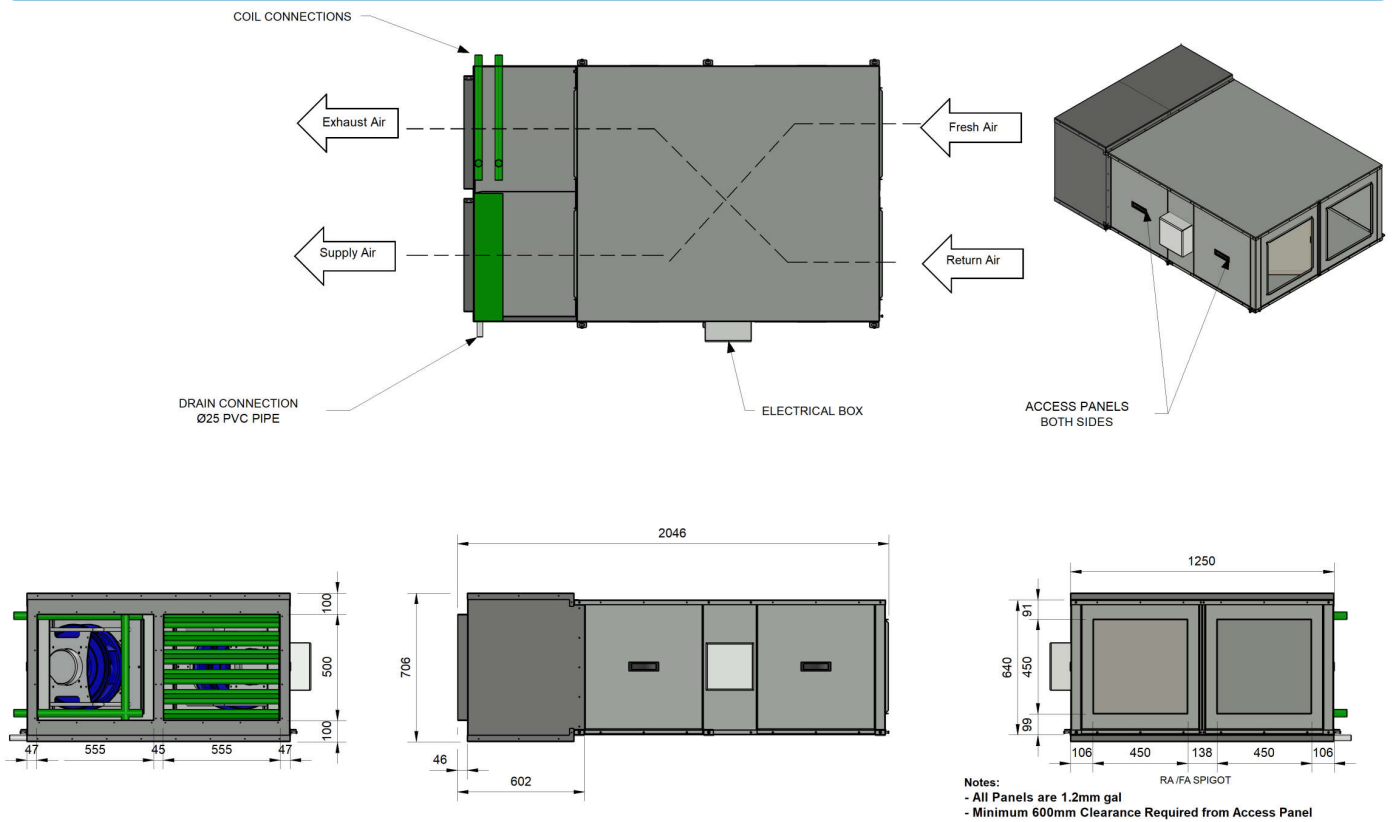 COIL CONNECTIONS
Exhaust Air
Fresh Air
Supply Air
Return Air
DRAIN CONNECTION
Ø25 PVC PIPE
ELECTRICAL BOX
ACCESS PANELS
BOTH SIDES
100
500
100
47
555
45
555
47
2046
706
46
602
1250
91
640
450
99
106
450
138
450
106
RA /FA SPIGOT
Notes:
- All Panels are 1.2mm gal
- Minimum 600mm Clearance Required from Access Panel